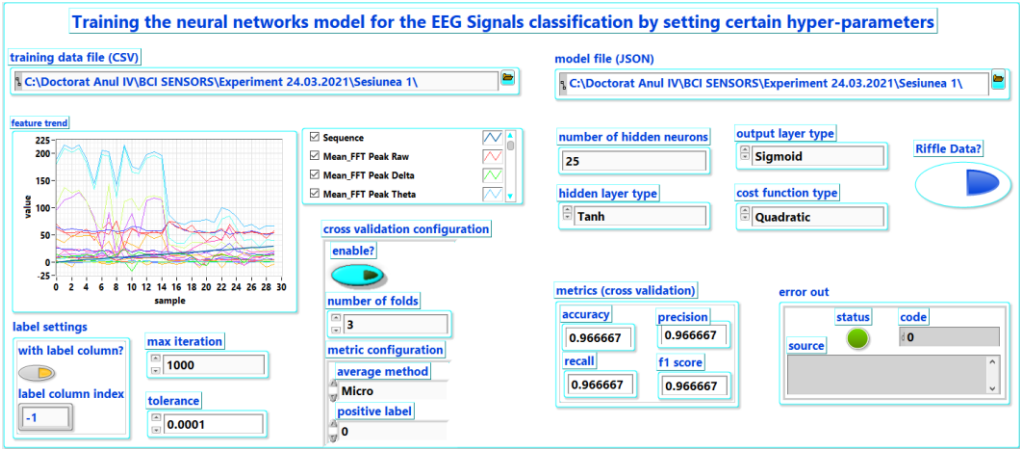 Training the neural networks model for the EEG Signals classification by setting certain hyper-parameters
training data file (CSV)
C:\Doctorat Anul IV\BCI SENSORS\Experiment 24.03.2021\Sesiunea 1\
model file (JSON)
C:\Doctorat Anul IV\BCI SENSORS\Experiment 24.03.2021\Sesiunea 1\
feature trend
225
200
150
100
50
0
-25
value
0 2 4 6 8 10 12 14 16 18 20 22 24 26 28 30
sample
Sequence
Mean_FFT Peak Raw
Mean_FFT Peak Delta
Mean_FFT Peak Theta
number of hidden neurons
25
output layer type
Sigmoid
hidden layer type
Tanh
cost function type
Quadratic
Riffle Data?
cross validation configuration
enable?
number of folds
3
metric configuration
average method
Micro
positive label
0
label settings
with label column?
label column index
-1
max iteration
1000
tolerance
0.0001
metrics (cross validation)
accuracy
0.966667
precision
0.966667
recall
0.966667
f1 score
0.966667
error out
status
code
0
source